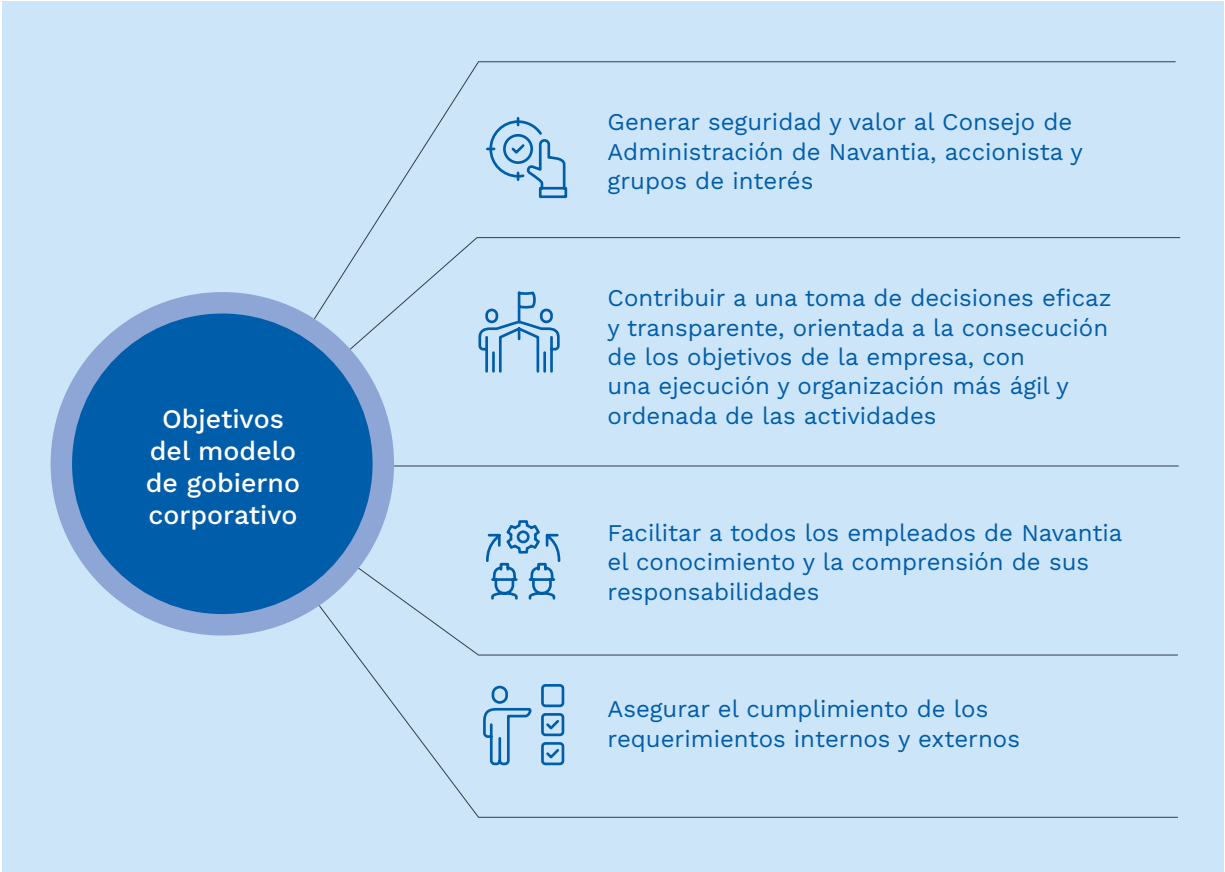 Objetivos
del modelo
de gobierno
corporativo
Generar seguridad y valor al Consejo de
Administración de Navantia, accionista y
grupos de interés
Contribuir a una toma de decisiones eficaz
y transparente, orientada a la consecución
de los objetivos de la empresa, con
una ejecución y organización más ágil y
ordenada de las actividades
Facilitar a todos los empleados de Navantia
el conocimiento y la comprensión de sus
responsabilidades
Asegurar el cumplimiento de los
requerimientos internos y externos